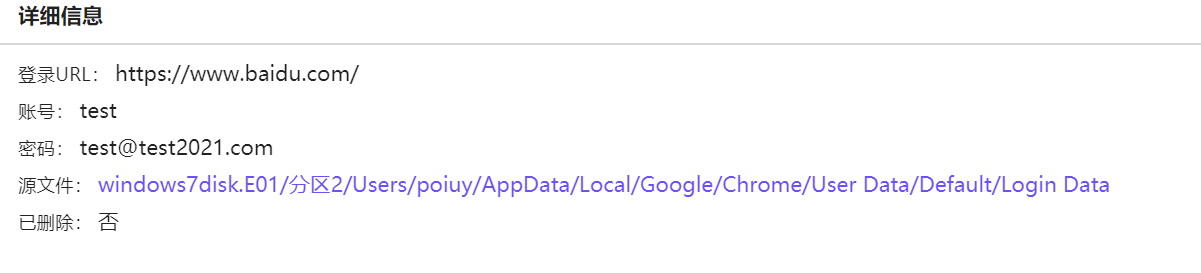 详细信息
登录URL： https://www.baidu.com/
账号： test
密码： test@test2021.com
源文件： windows7disk.E01/分区2/Users/poiuy/AppData/Local/Google/Chrome/User Data/Default/Login Data
已删除： 否